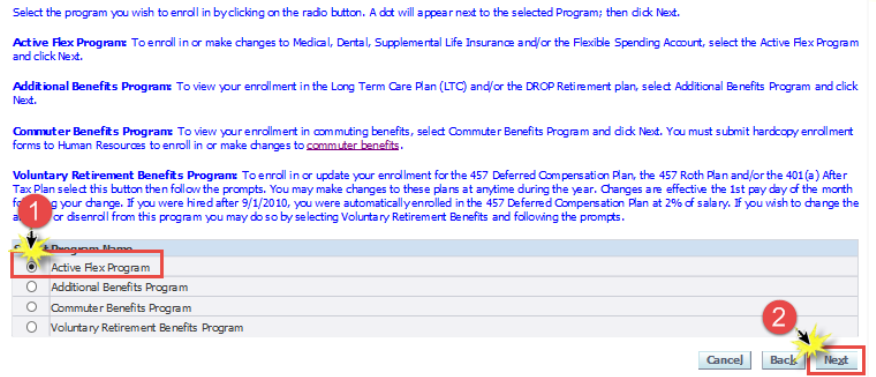 Select the program you wish to enroll in by clicking on the radio button. A dot will appear next to the selected Program; then click Next.
Active Flex Program: To enroll in or make changes to Medical, Dental, Supplemental Life Insurance and/or the Flexible Spending Account, select the Active Flex Program
and click Next.
Additional Benefits Program: To view your enrollment in the Long Term Care Plan (LTC) and/or the DROP Retirement plan, select Additional Benefits Program and click
Next.
Commuter Benefits Program: To view your enrollment in commuting benefits, select Commuter Benefits Program and click Next. You must submit hardcopy enrollment
forms to Human Resources to enroll in or make changes to commuter benefits.
Voluntary Retirement Benefits Program: To enroll in or update your enrollment for the 457 Deferred Compensation Plan, the 457 Roth Plan and/or the 401(a) After
Tax Plan select this button then follow the prompts. You may make changes to these plans at anytime during the year. Changes are effective the 1st pay day of the month
your change. If you were hired after 9/1/2010, you were automatically enrolled in the 457 Deferred Compensation Plan at 2% of salary. If you wish to change the
1
or disenroll from this program you may do so by selecting Voluntary Retirement Benefits and following the prompts.
Program Name
Active Flex Program
Additional Benefits Program
Commuter Benefits Program
Voluntary Retirement Benefits Program
2
Cancel Back Next